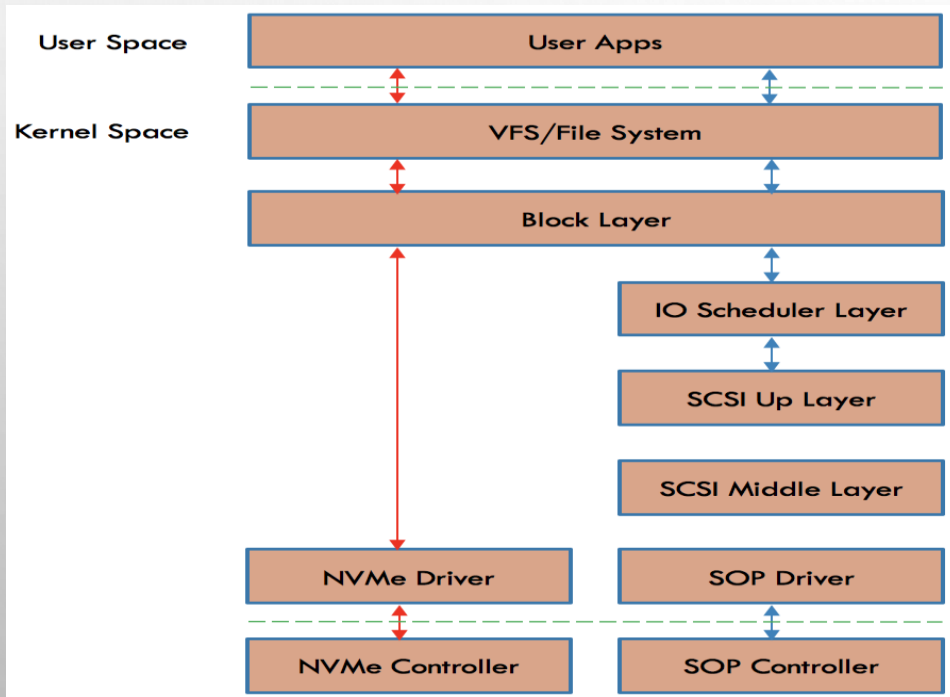 User Space
User Apps
Kernel Space
VFS/File System
Block Layer
IO Scheduler Layer
SCSI Up Layer
SCSI Middle Layer
NVMe Driver
SOP Driver
NVMe Controller
SOP Controller